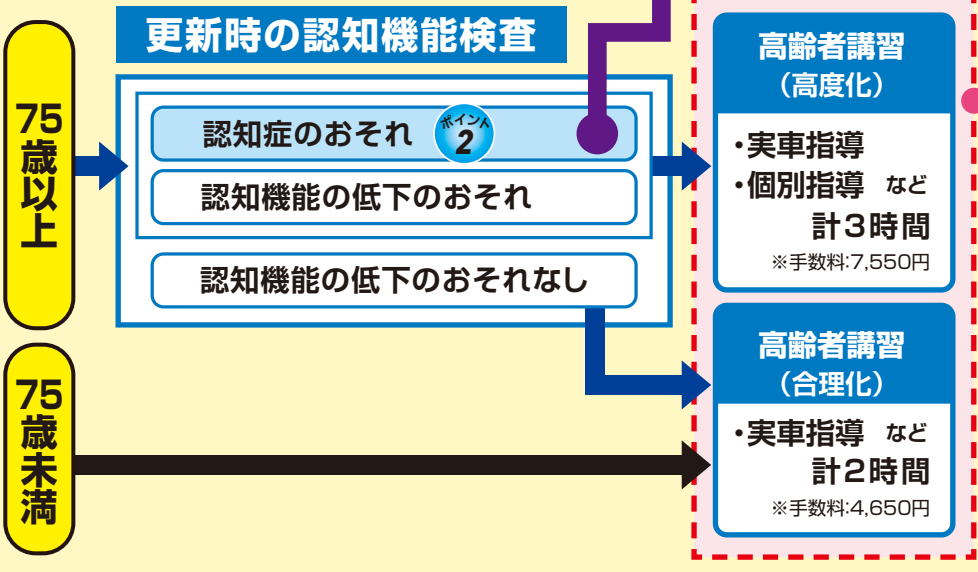 更新時の認知機能検査
75歳以上
認知症のおそれ ポイント2
認知機能の低下のおそれ
認知機能の低下のおそれなし
高齢者講習
（高度化）
・実車指導
・個別指導 など
計3時間
※手数料:7,550円
75歳未満
高齢者講習
（合理化）
・実車指導 など
計2時間
※手数料:4,650円